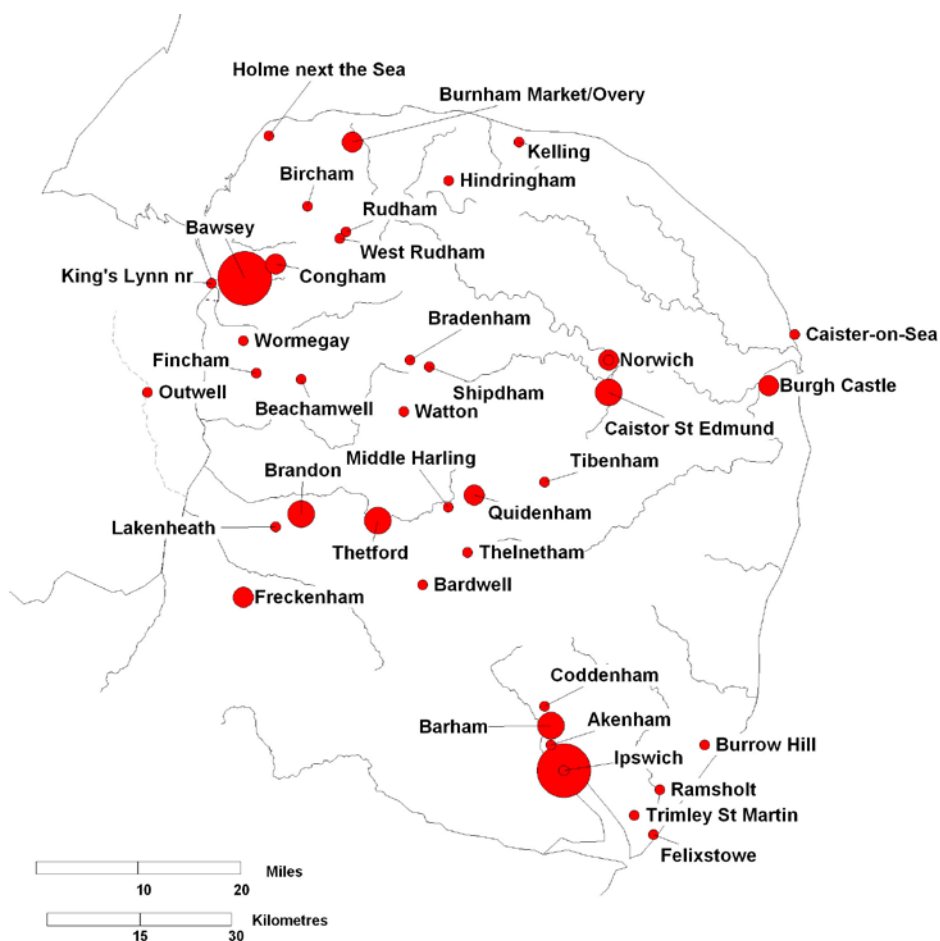 Holme next the Sea
Burnham Market/Overy
Kelling
Bircham
Hindringham
Rudham
Bawsey
West Rudham
King's Lynn nr
Congham
Bradenham
Caister-on-Sea
Wormegay
Fincham
Norwich
Shipdham
Burgh Castle
Outwell
Beachamwell
Watton
Caistor St Edmund
Middle Harling
Tibenham
Brandon
Quidenham
Lakenheath
Thetford
Thelnetham
Bardwell
Freckenham
Coddenham
Akenham
Barham
Burrow Hill
Ipswich
Ramsholt
Trimley St Martin
Felixstowe
Miles
10
20
Kilometres
15
30